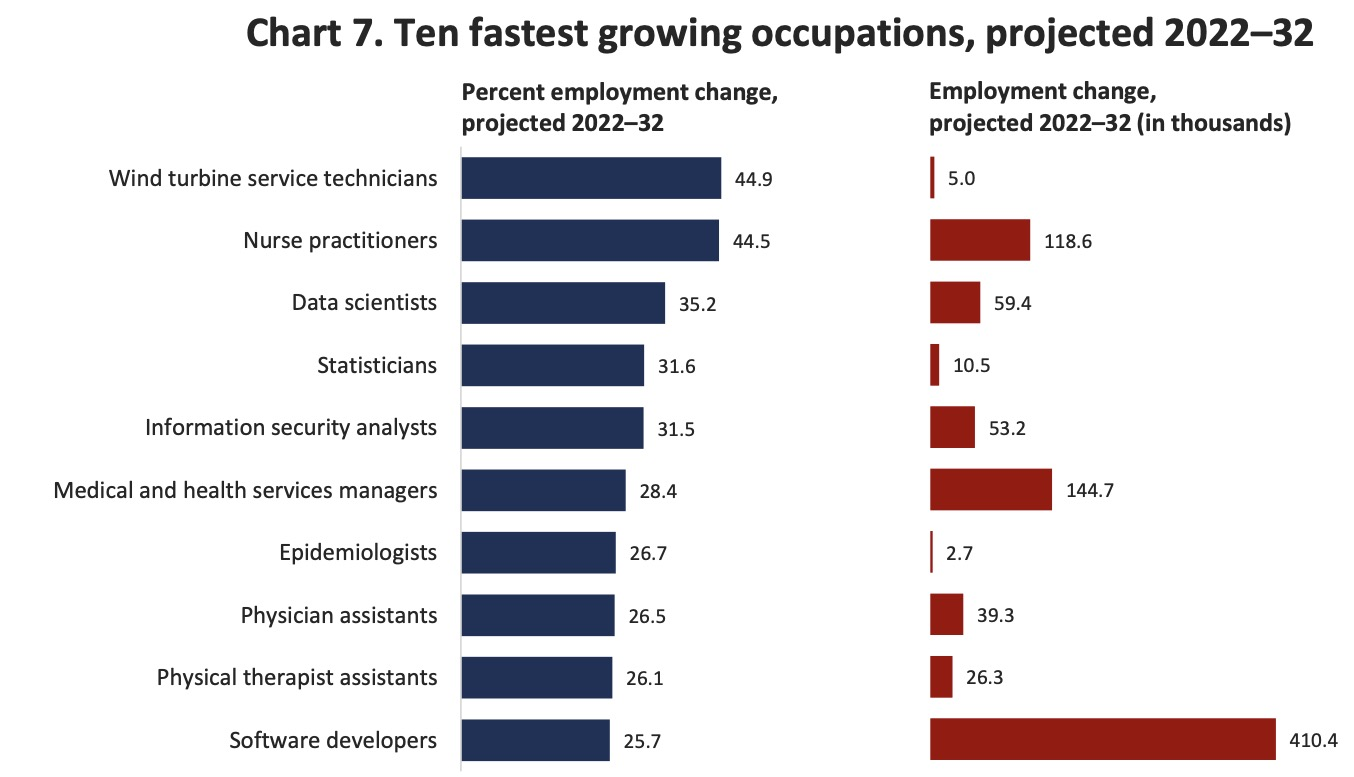 Chart 7. Ten fastest growing occupations, projected 2022–32
Percent employment change,
projected 2022–32
Employment change,
projected 2022–32 (in thousands)
Wind turbine service technicians 44.9 5.0
Nurse practitioners 44.5 118.6
Data scientists 35.2 59.4
Statisticians 31.6 10.5
Information security analysts 31.5 53.2
Medical and health services managers 28.4 144.7
Epidemiologists 26.7 2.7
Physician assistants 26.5 39.3
Physical therapist assistants 26.1 26.3
Software developers 25.7 410.4